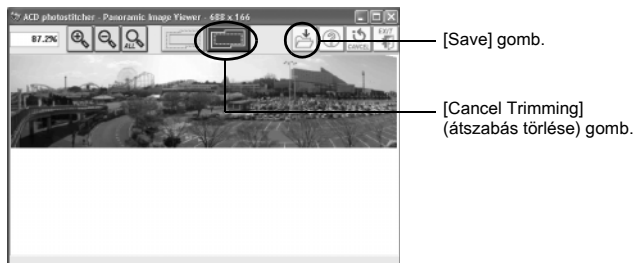 ACD photostitcher - Panoramic Image Viewer - 688 x 166
87.2%
ALL
CANCEL
EXIT
[Save] gomb.
[Cancel Trimming]
(átszabás törlése) gomb.